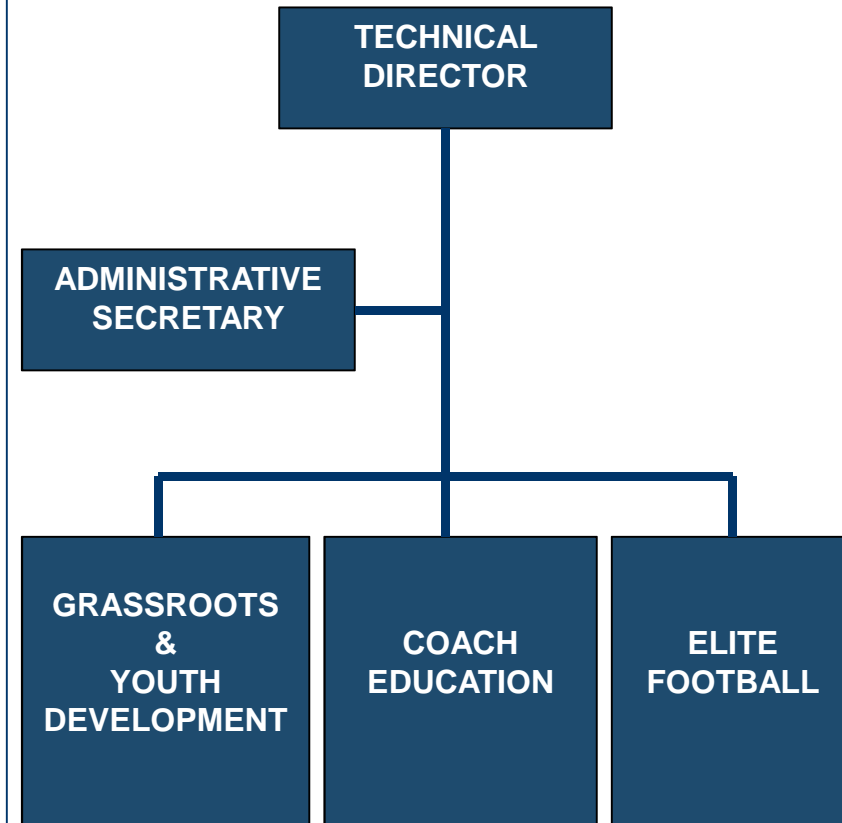 TECHNICAL
DIRECTOR
ADMINISTRATIVE
SECRETARY
GRASSROOTS
&
YOUTH
DEVELOPMENT
COACH
EDUCATION
ELITE
FOOTBALL